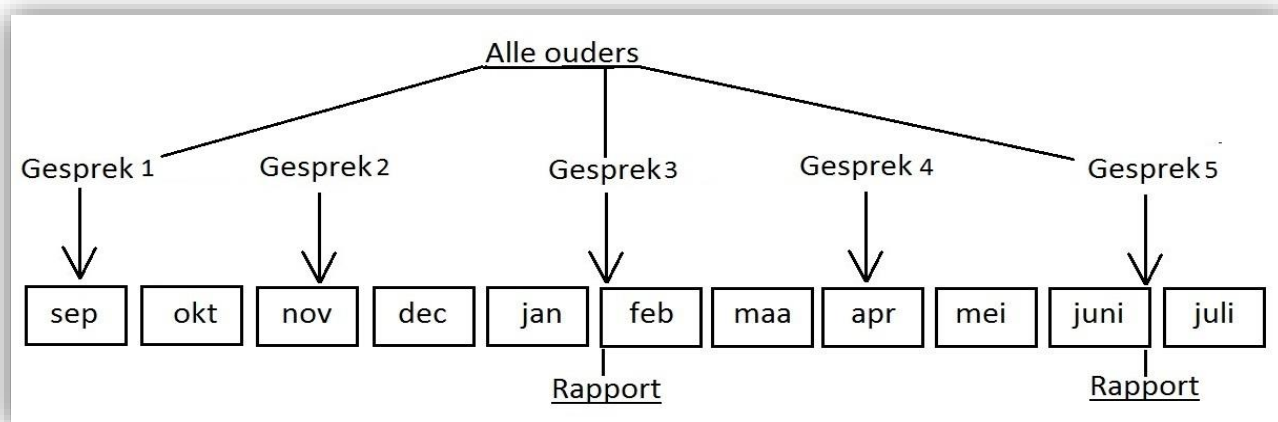 Alle ouders
Gesprek 1 Gesprek 2 Gesprek 3 Gesprek 4 Gesprek 5
sep okt nov dec jan feb maa apr mei juni juli
Rapport Rapport